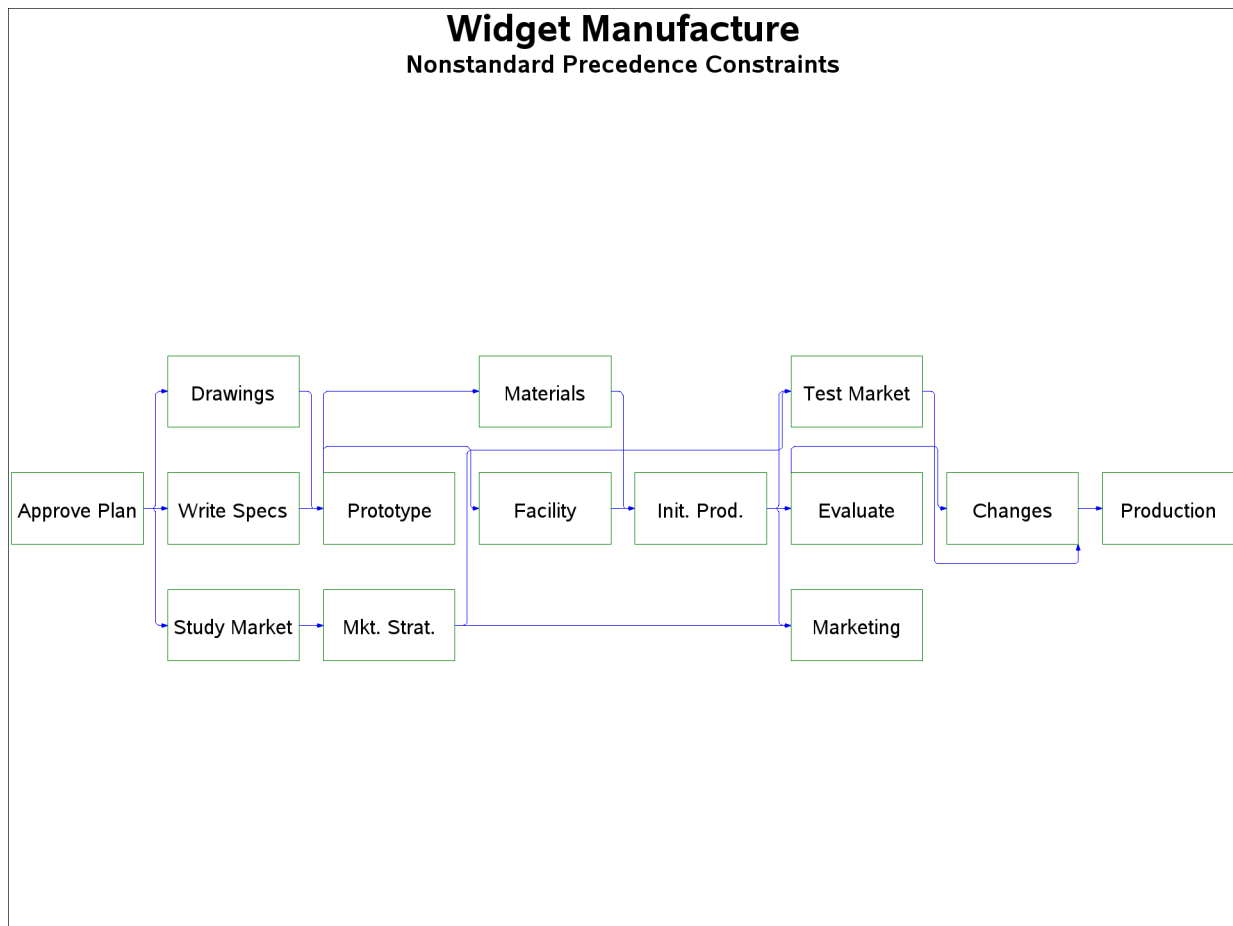 Widget Manufacture
Nonstandard Precedence Constraints
Drawings
Materials
Test Market
Approve Plan
Write Specs
Prototype
Facility
Init. Prod.
Evaluate
Changes
Production
Study Market
Mkt. Strat.
Marketing